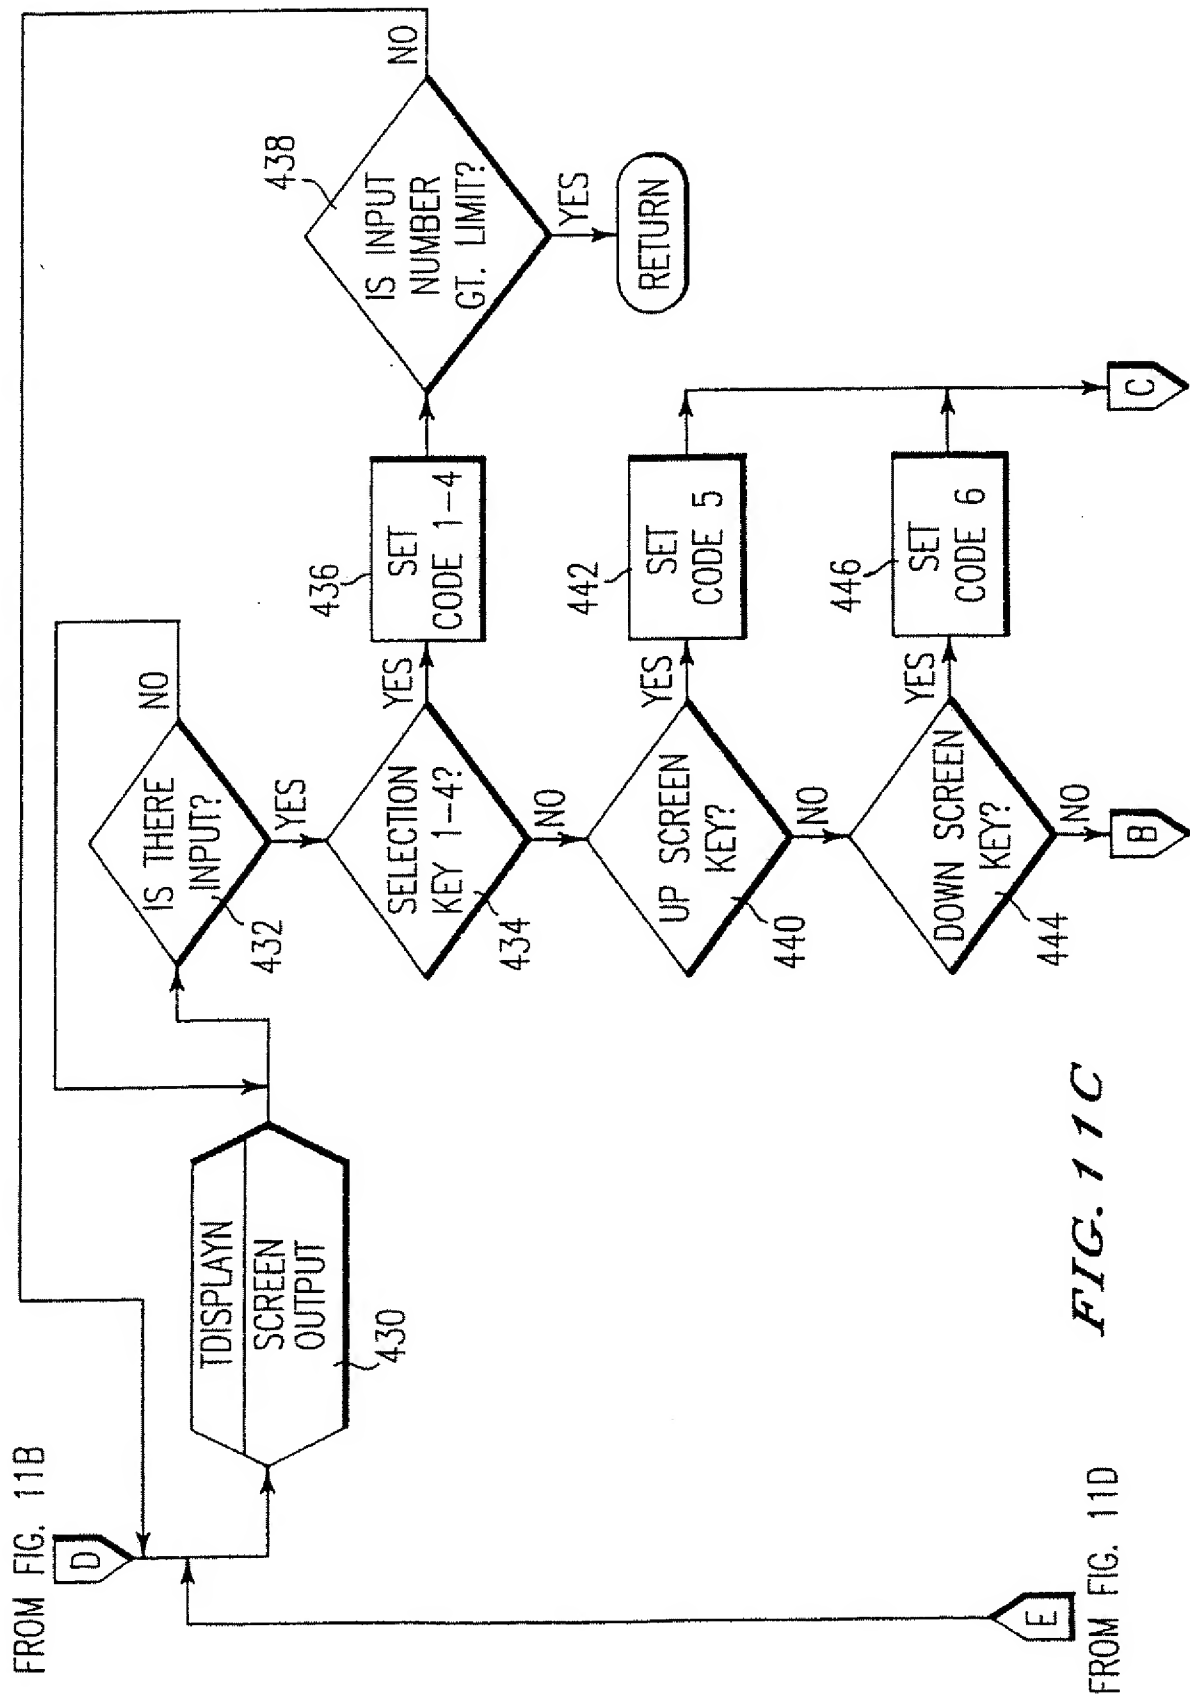 FROM FIG. 11B
D
TDISPLAYN
SCREEN
OUTPUT
430
IS THERE
INPUT?
432
NO
YES
SELECTION
KEY 1-4?
434
YES
NO
SET
CODE 1-4
436
IS INPUT
NUMBER
GT. LIMIT?
438
NO
YES
RETURN
UP SCREEN
KEY?
440
YES
NO
SET
CODE 5
442
DOWN SCREEN
KEY?
444
YES
NO
SET
CODE 6
446
B
C
E
FROM FIG. 11D
FIG. 11C